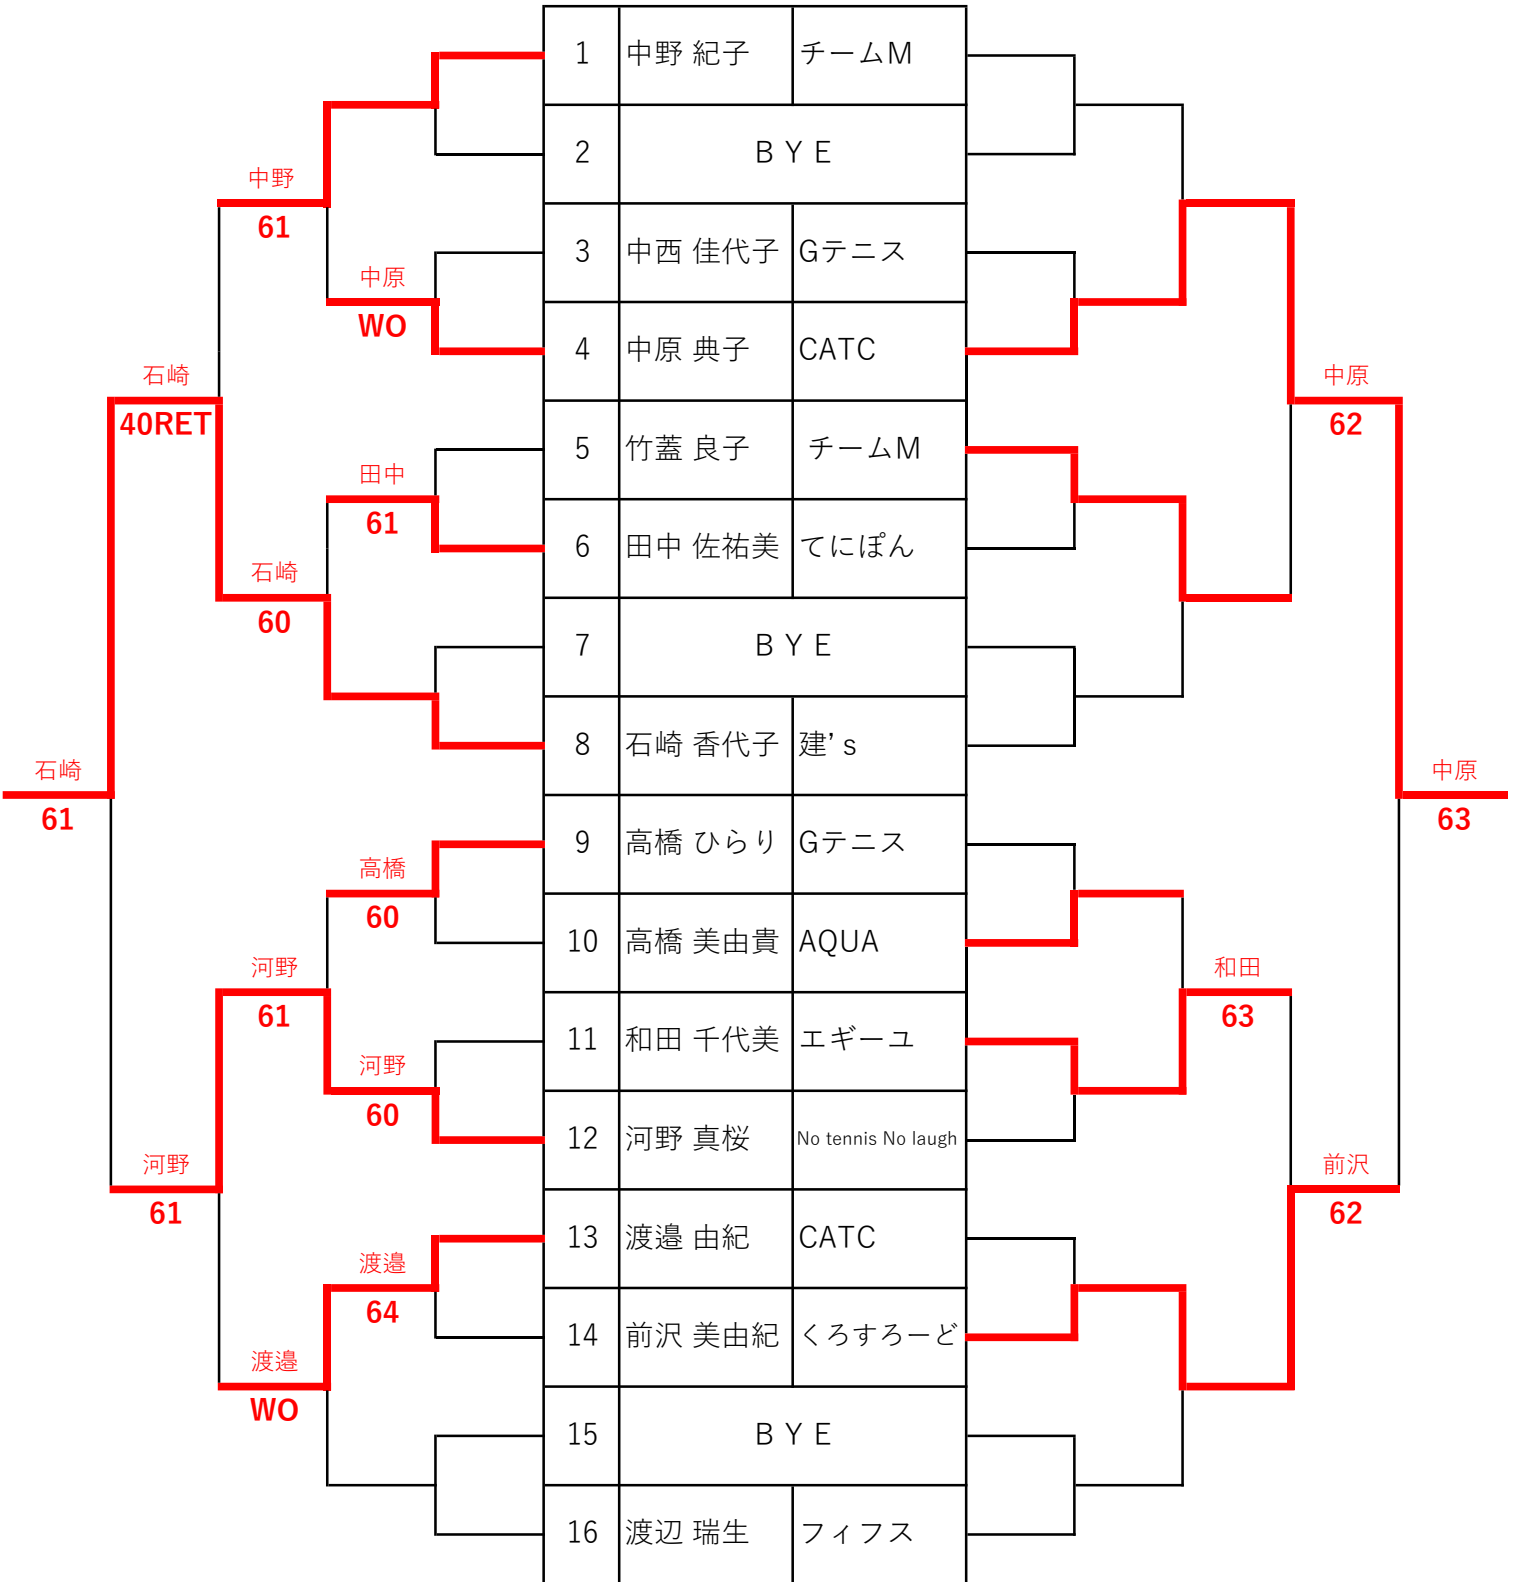 1 中野 紀子 チームM
2 ＢＹＥ
中野
61
3 中西 佳代子 Gテニス
中原
WO
4 中原 典子 CATC
石崎
40RET
中原
62
5 竹蓋 良子 チームM
田中
61
6 田中 佐祐美 てにぽん
石崎
60
7 ＢＹＥ
8 石崎 香代子 建’s
石崎
61
中原
63
9 高橋 ひらり Gテニス
高橋
60
10 高橋 美由貴 AQUA
河野
61
和田
63
11 和田 千代美 エギーユ
河野
60
12 河野 真桜 No tennis No laugh
河野
61
前沢
62
13 渡邉 由紀 CATC
渡邉
64
14 前沢 美由紀 くろすろーど
渡邉
WO
15 ＢＹＥ
16 渡辺 瑞生 フィフス